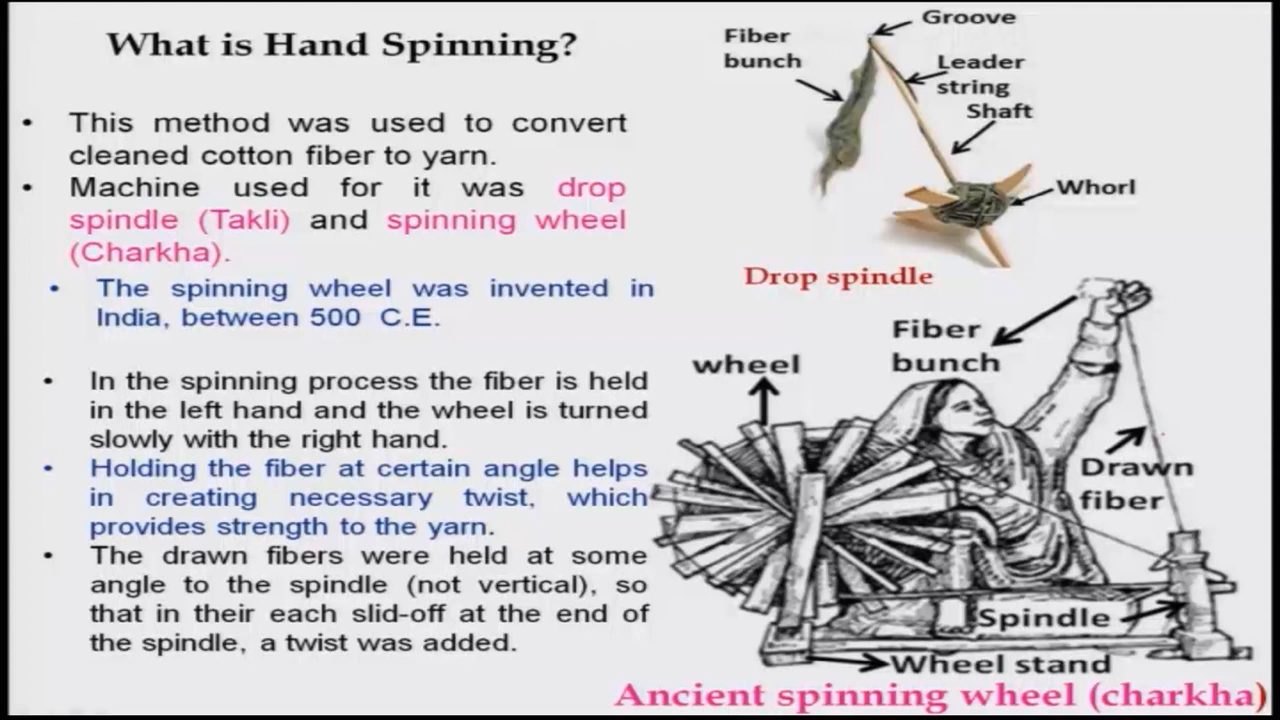 What is Hand Spinning?
• This method was used to convert
cleaned cotton fiber to yarn.
• Machine used for it was drop
spindle (Takli) and spinning wheel
(Charkha).
• The spinning wheel was invented in
India, between 500 C.E.
• In the spinning process the fiber is held
in the left hand and the wheel is turned
slowly with the right hand.
• Holding the fiber at certain angle helps
in creating necessary twist, which
provides strength to the yarn.
• The drawn fibers were held at some
angle to the spindle (not vertical), so
that in their each slid-off at the end of
the spindle, a twist was added.
Groove
Fiber
bunch
Leader
string
Shaft
Whorl
Drop spindle
Fiber
bunch
wheel
Drawn
fiber
Spindle
Wheel stand
Ancient spinning wheel (charkha)